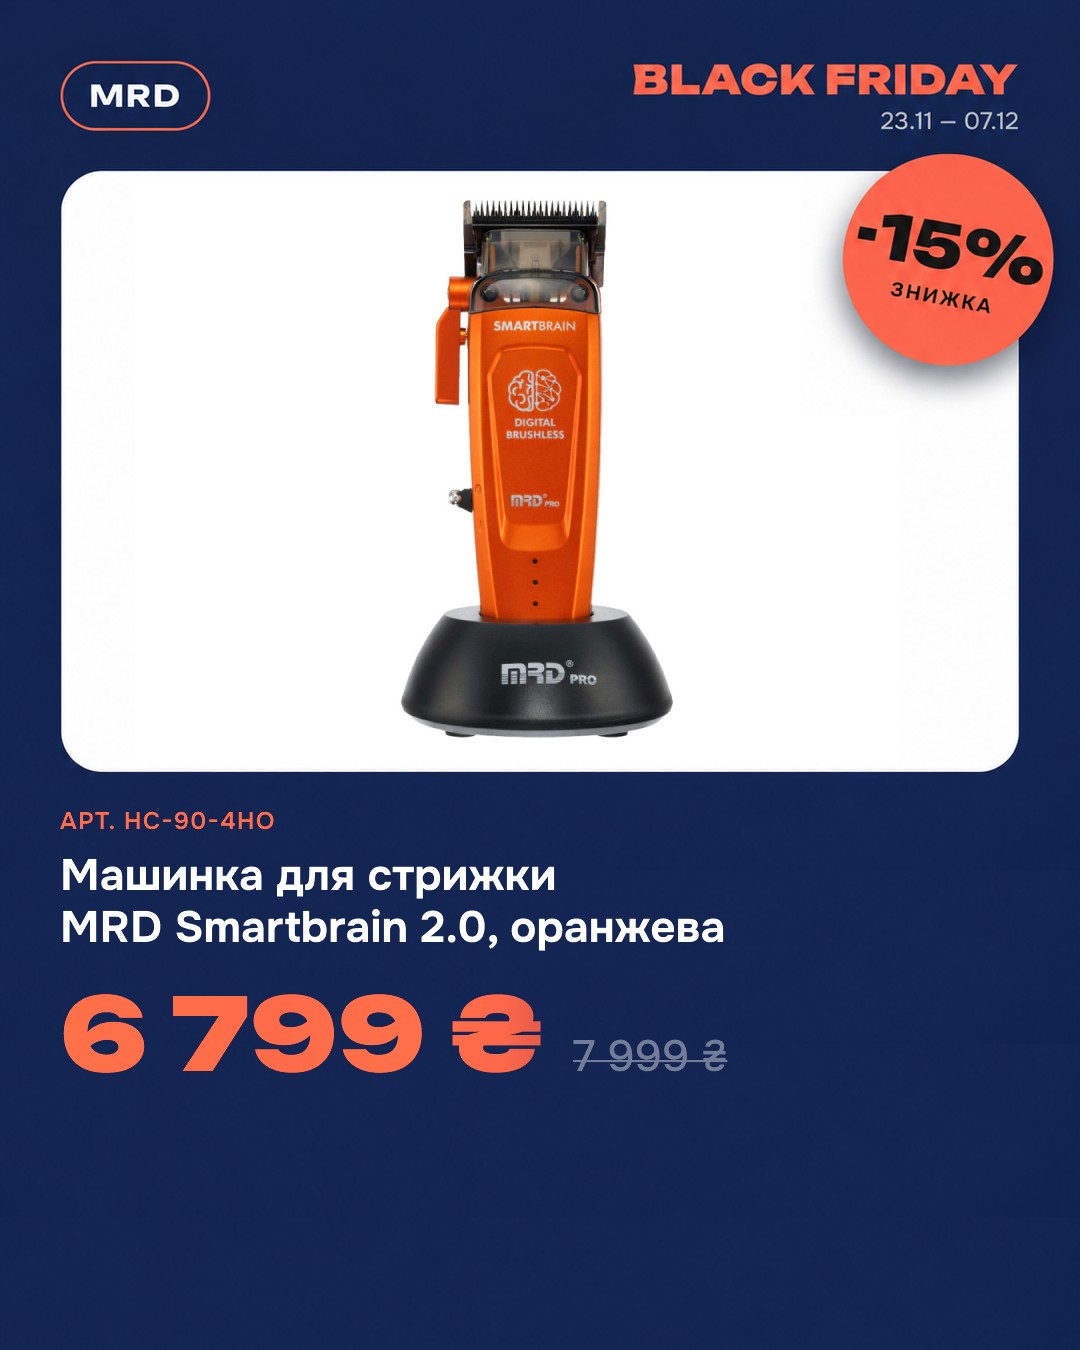 MRD
BLACK FRIDAY
23.11 – 07.12
-15%
ЗНИЖКА
SMARTBRAIN
DIGITAL
BRUSHLESS
MRD® PRO
MRD® PRO
АРТ. HC-90-4HO
Машинка для стрижки
MRD Smartbrain 2.0, оранжева
6 799 ₴ 7 999 ₴